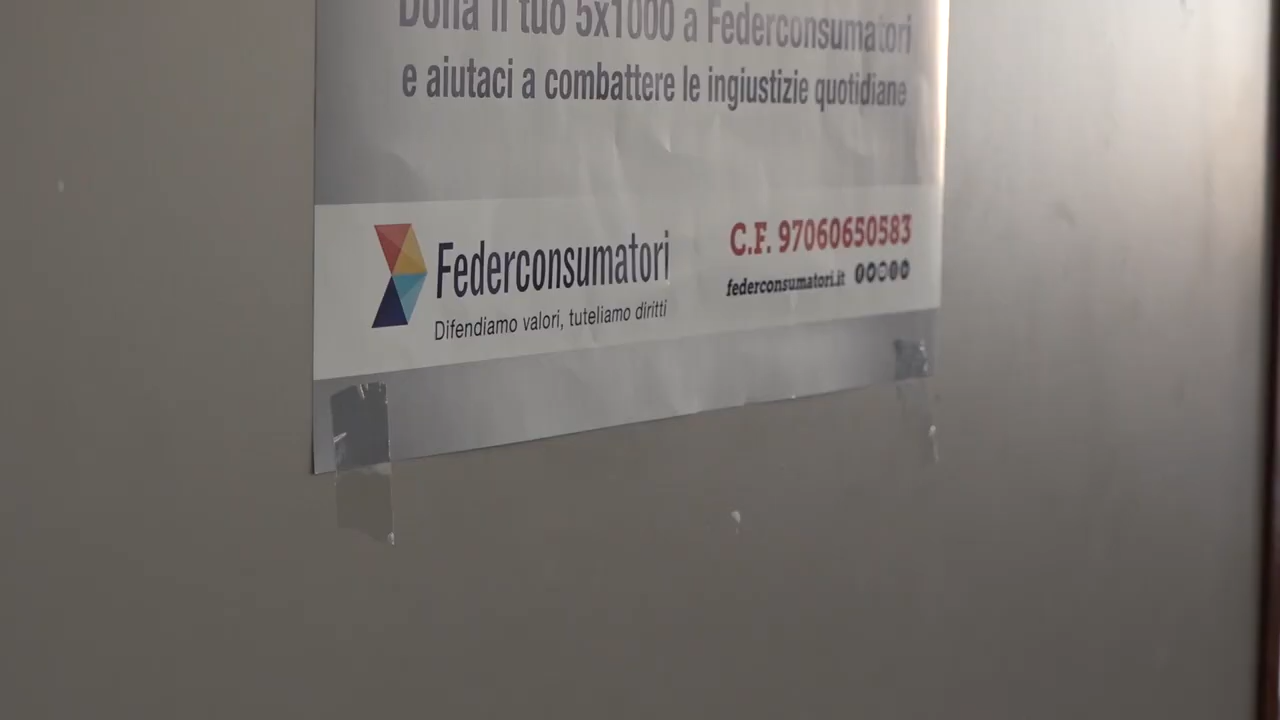 Dona il tuo 5x1000 a Federconsumatori
e aiutaci a combattere le ingiustizie quotidiane
Federconsumatori
Difendiamo valori, tuteliamo diritti
C.F. 97060650583
federconsumatori.it